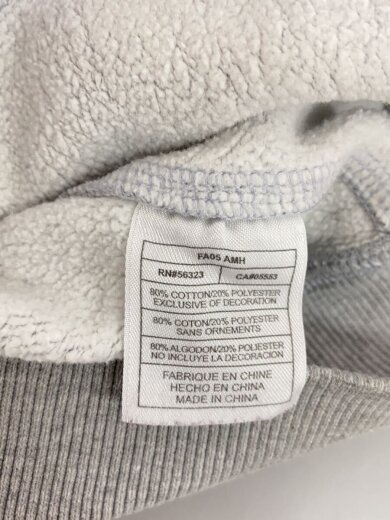 FA05 AMH
RN#56323 CA#05553
80% COTTON/20% POLYESTER
EXCLUSIVE OF DECORATION
80% COTTON/20% POLYESTER
SANS ORNEMENTS
80% ALGODON/20% POLIESTER
NO INCLUYE LA DECORACION
FABRIQUE EN CHINE
HECHO EN CHINA
MADE IN CHINA